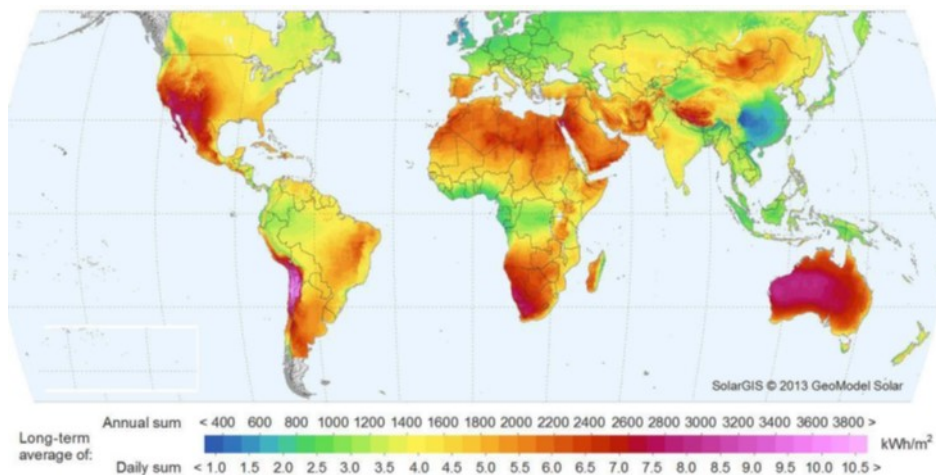 SolarGIS © 2013 GeoModel Solar
Annual sum < 400 600 800 1000 1200 1400 1600 1800 2000 2200 2400 2600 2800 3000 3200 3400 3600 3800 >
Long-term average of: kWh/m²
Daily sum < 1.0 1.5 2.0 2.5 3.0 3.5 4.0 4.5 5.0 5.5 6.0 6.5 7.0 7.5 8.0 8.5 9.0 9.5 10.0 10.5 >